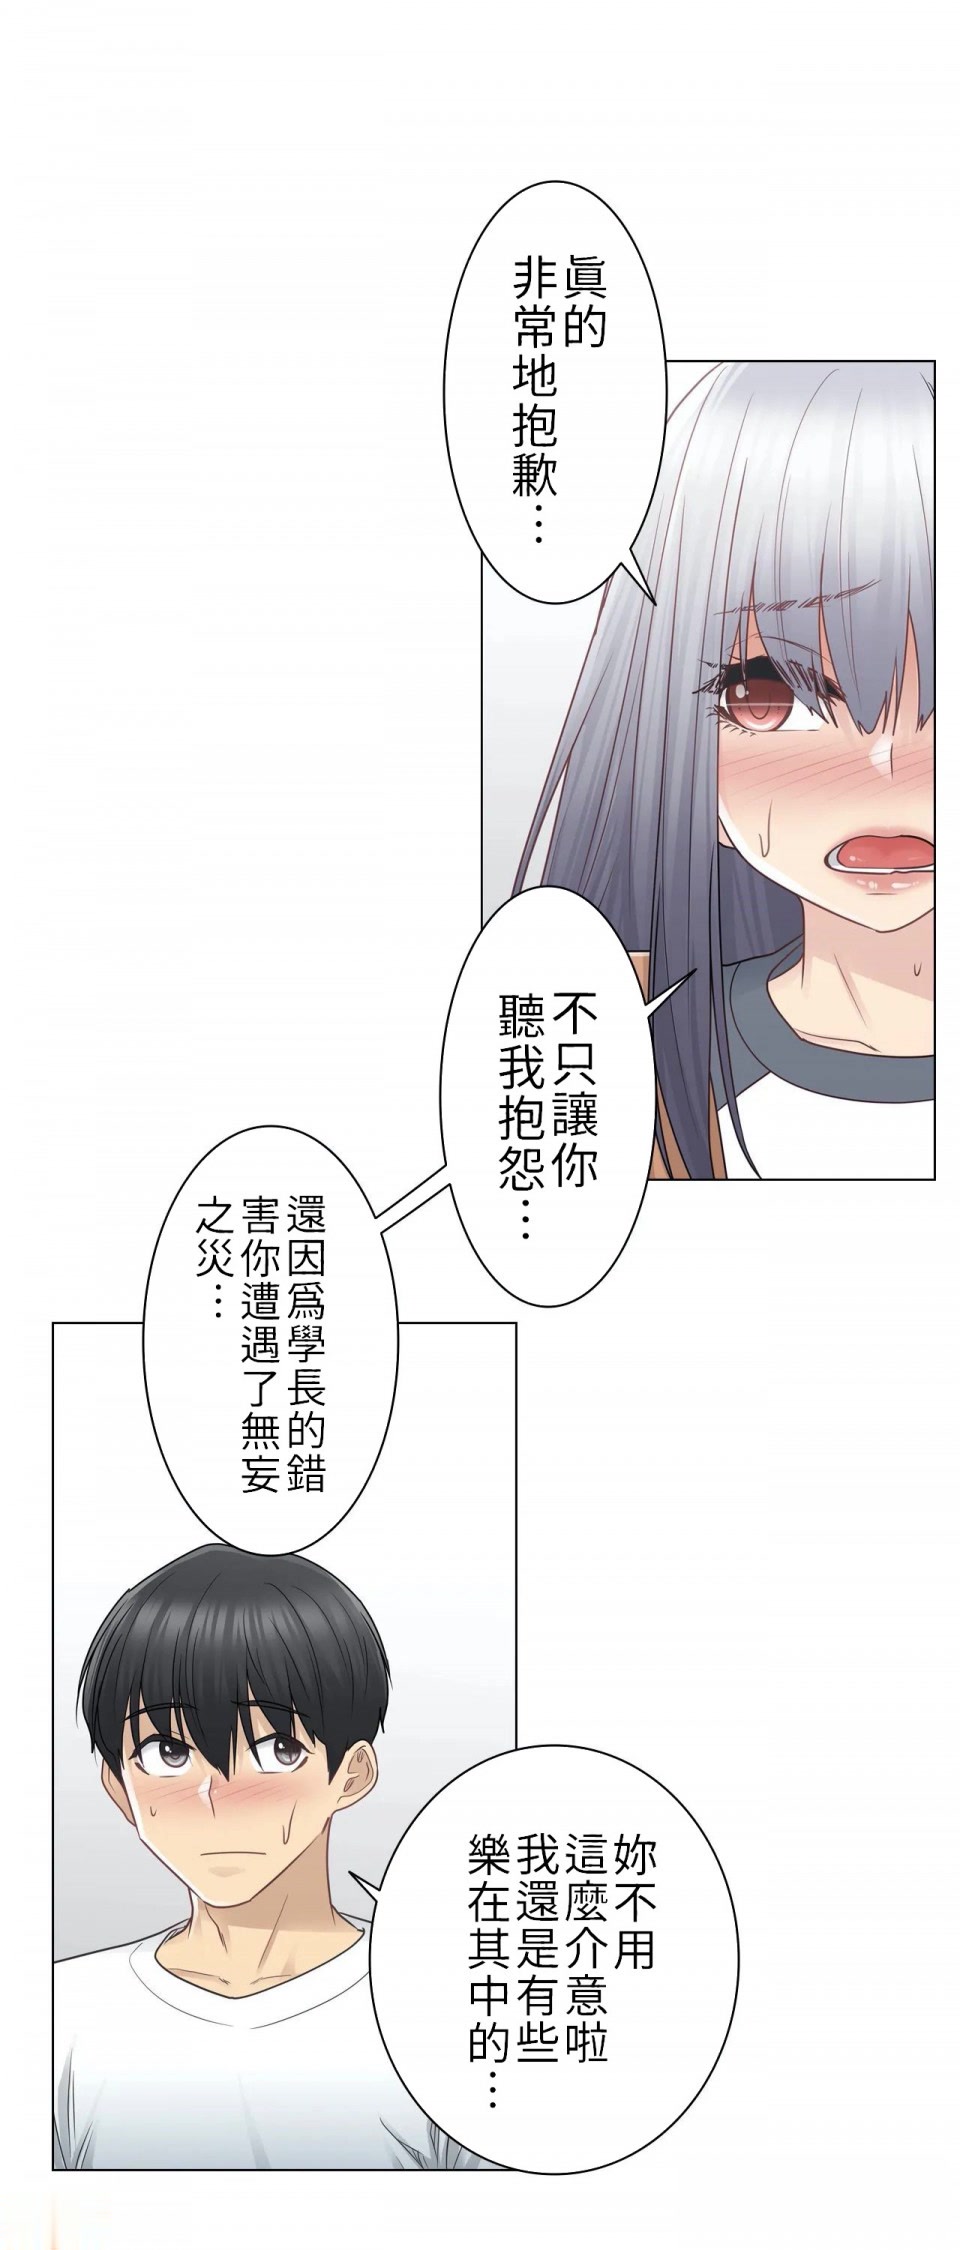 眞的
非常地抱歉…
不只讓你
聽我抱怨…
還因爲學長的錯
害你遭遇了無妄
之災…
妳不用
這麼介意啦
我還是有些
樂在其中的…